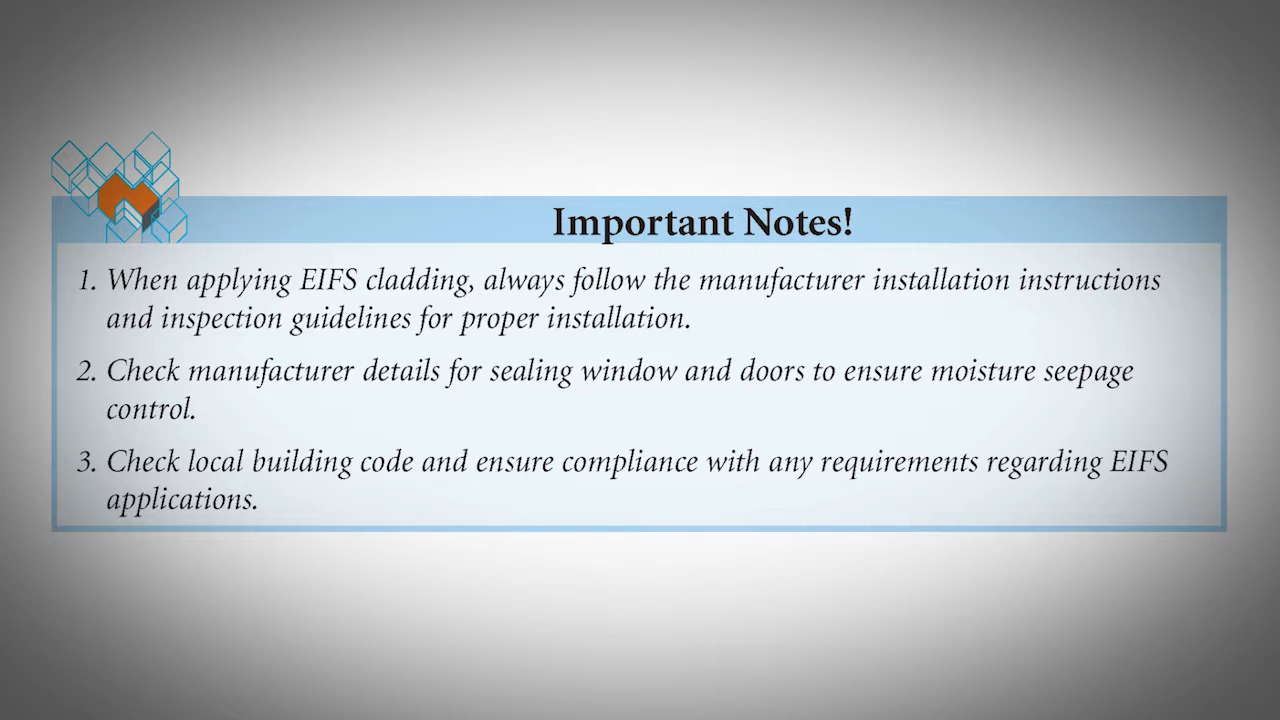 Important Notes!
1. When applying EIFS cladding, always follow the manufacturer installation instructions
and inspection guidelines for proper installation.
2. Check manufacturer details for sealing window and doors to ensure moisture seepage
control.
3. Check local building code and ensure compliance with any requirements regarding EIFS
applications.